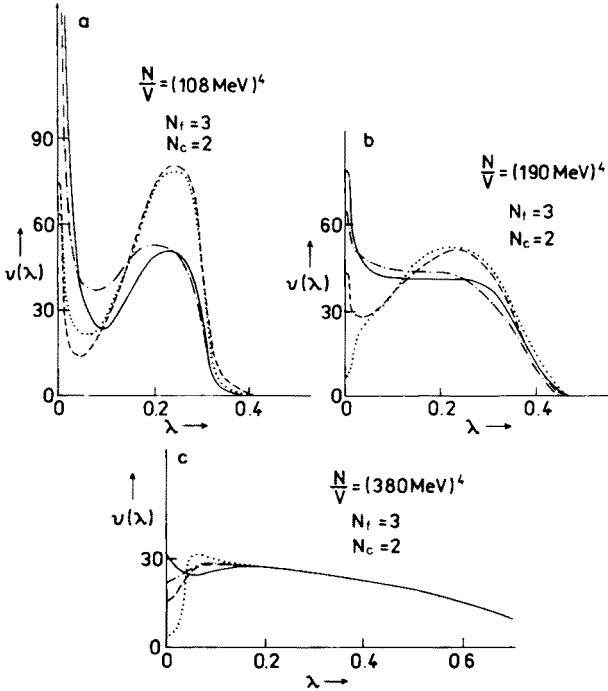 a
N/V = (108 MeV)⁴
N_f = 3
N_c = 2
90
60
υ(λ)
30
0
0 0.2 0.4
λ →
b
N/V = (190 MeV)⁴
N_f = 3
N_c = 2
90
60
υ(λ)
30
0
0 0.2 0.4
λ →
c
N/V = (380 MeV)⁴
N_f = 3
N_c = 2
υ(λ)
30
0
0 0.2 0.4 0.6
λ →